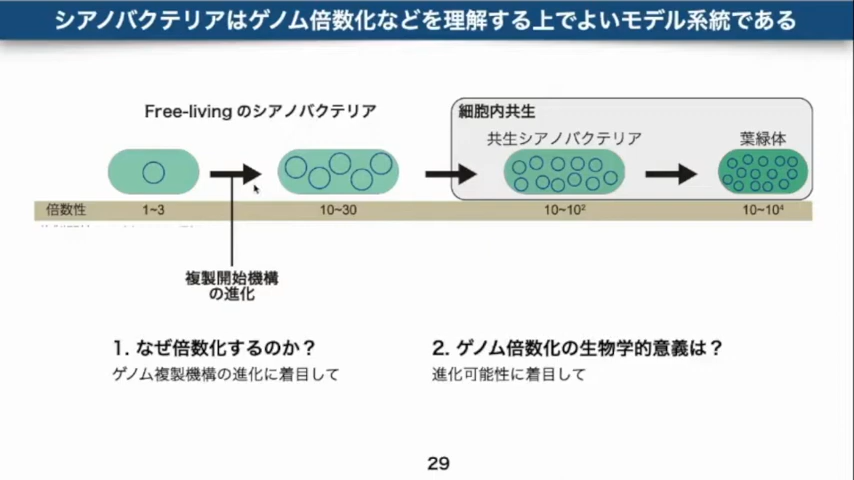 シアノバクテリアはゲノム倍数化などを理解する上でよいモデル系統である
Free-living のシアノバクテリア
細胞内共生
共生シアノバクテリア
葉緑体
倍数性
1~3
10~30
10~10²
10~10⁴
複製開始機構
の進化
1. なぜ倍数化するのか？
ゲノム複製機構の進化に着目して
2. ゲノム倍数化の生物学的意義は？
進化可能性に着目して
29